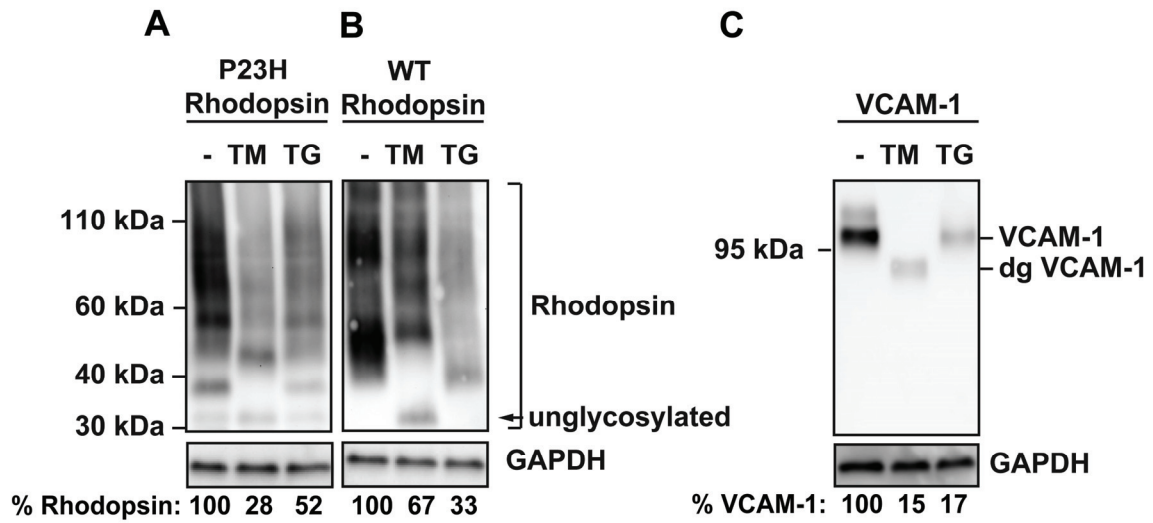 A
B
C
P23H
Rhodopsin
WT
Rhodopsin
VCAM-1
- TM TG
- TM TG
- TM TG
110 kDa
60 kDa
40 kDa
30 kDa
Rhodopsin
unglycosylated
95 kDa
VCAM-1
dg VCAM-1
GAPDH
GAPDH
% Rhodopsin: 100 28 52 100 67 33
% VCAM-1: 100 15 17